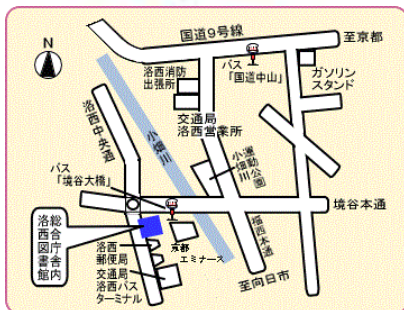 N
国道9号線
至京都
バス
「国道中山」
洛西消防
出張所
ガソリン
スタンド
交通局
洛西営業所
洛西中央通
小畑川
小畑川
運動公園
バス
「境谷大橋」
境谷本通
福西本通
洛西図書館
総合庁舎内
洛西
郵便局
京都
エミナース
交通局
洛西バス
ターミナル
至向日市